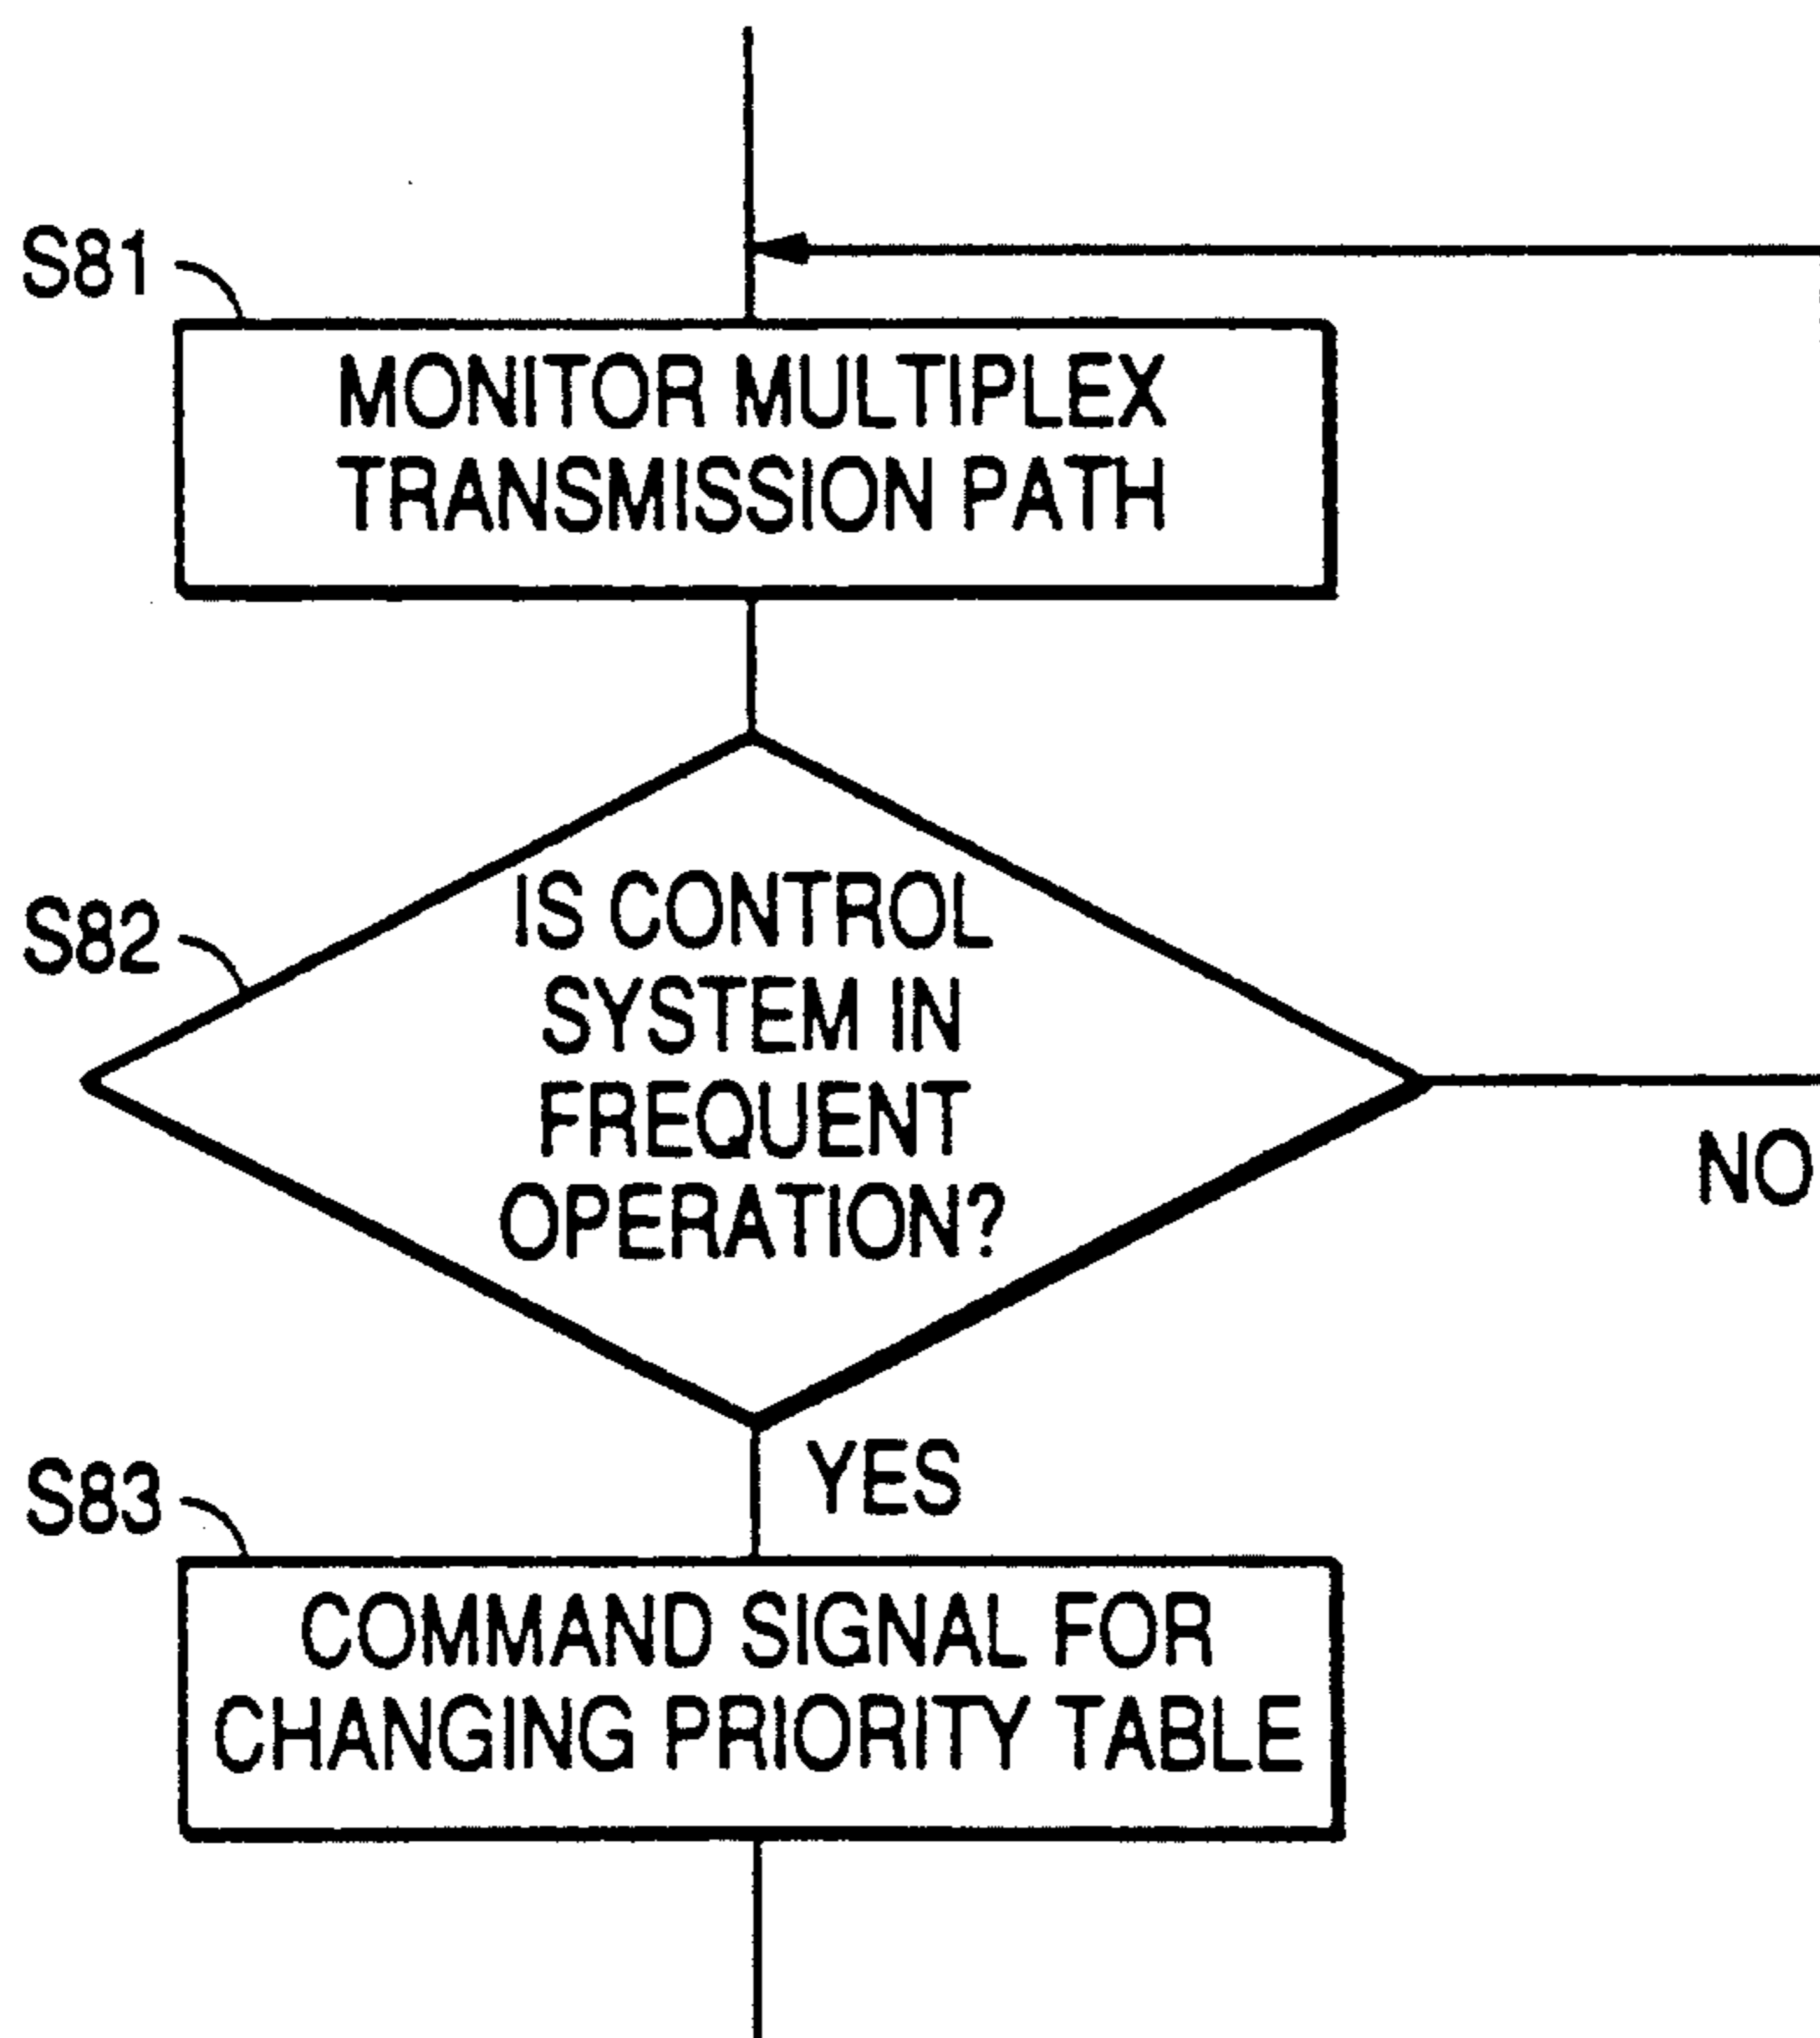 S81
MONITOR MULTIPLEX
TRANSMISSION PATH
S82
IS CONTROL
SYSTEM IN
FREQUENT
OPERATION?
NO
YES
S83
COMMAND SIGNAL FOR
CHANGING PRIORITY TABLE